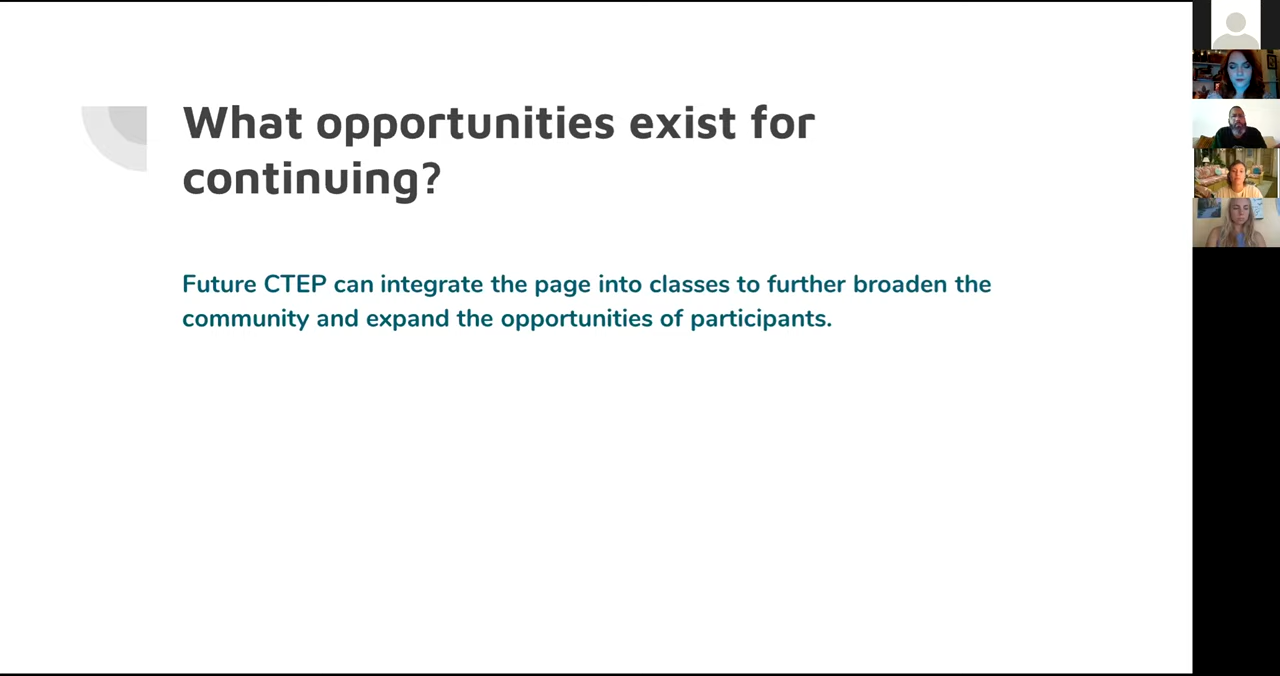 What opportunities exist for
continuing?
Future CTEP can integrate the page into classes to further broaden the
community and expand the opportunities of participants.